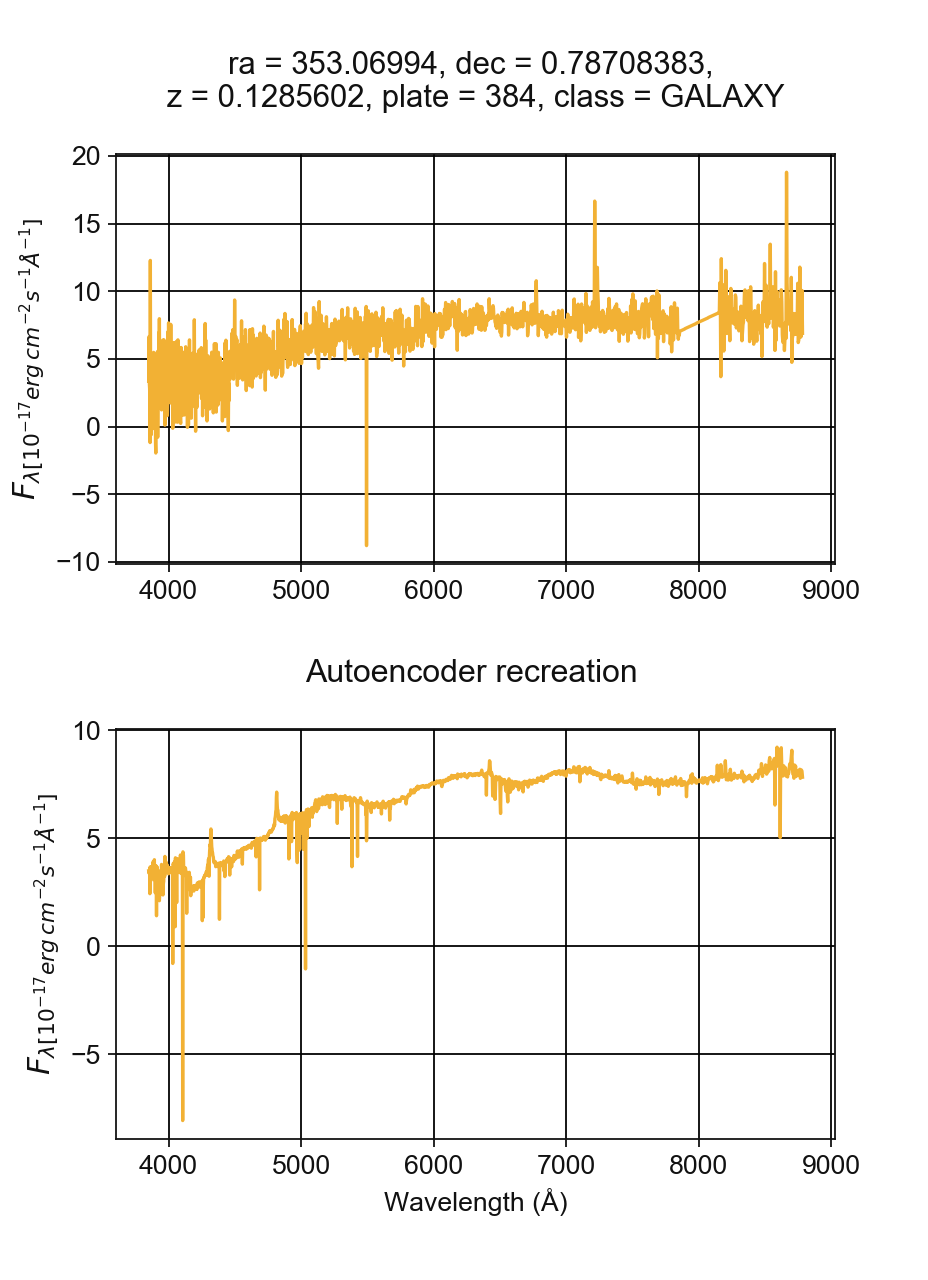 ra = 353.06994, dec = 0.78708383,
z = 0.1285602, plate = 384, class = GALAXY
F_λ[10^−17 erg cm^−2 s^−1 Å^−1]
20
15
10
5
0
−5
−10
4000 5000 6000 7000 8000 9000
Autoencoder recreation
F_λ[10^−17 erg cm^−2 s^−1 Å^−1]
10
5
0
−5
4000 5000 6000 7000 8000 9000
Wavelength (Å)